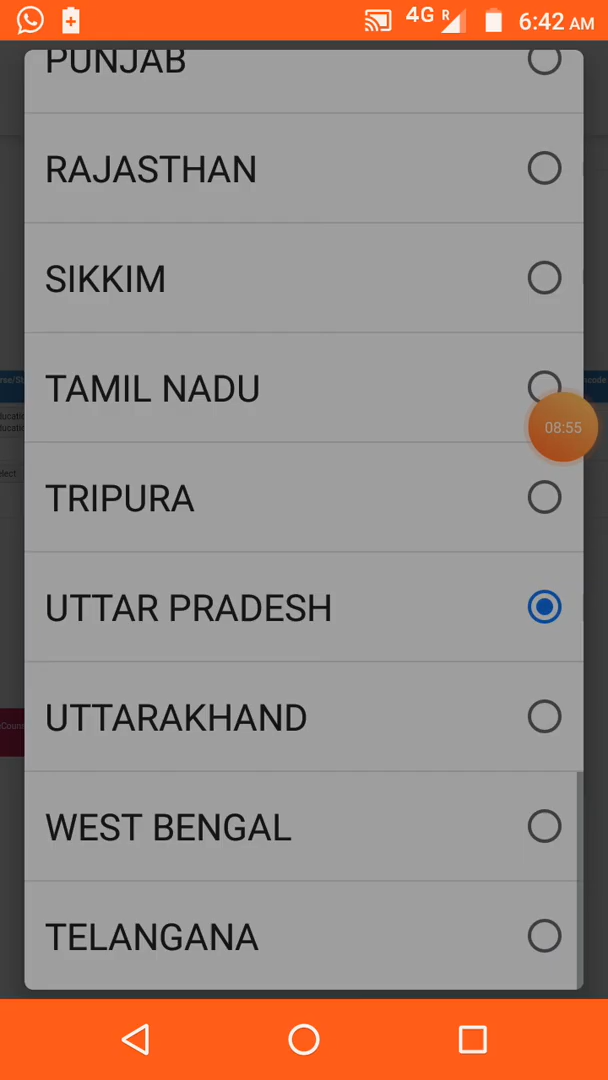 4G R 6:42 AM
PUNJAB
RAJASTHAN
SIKKIM
TAMIL NADU
08:55
TRIPURA
UTTAR PRADESH
UTTARAKHAND
WEST BENGAL
TELANGANA